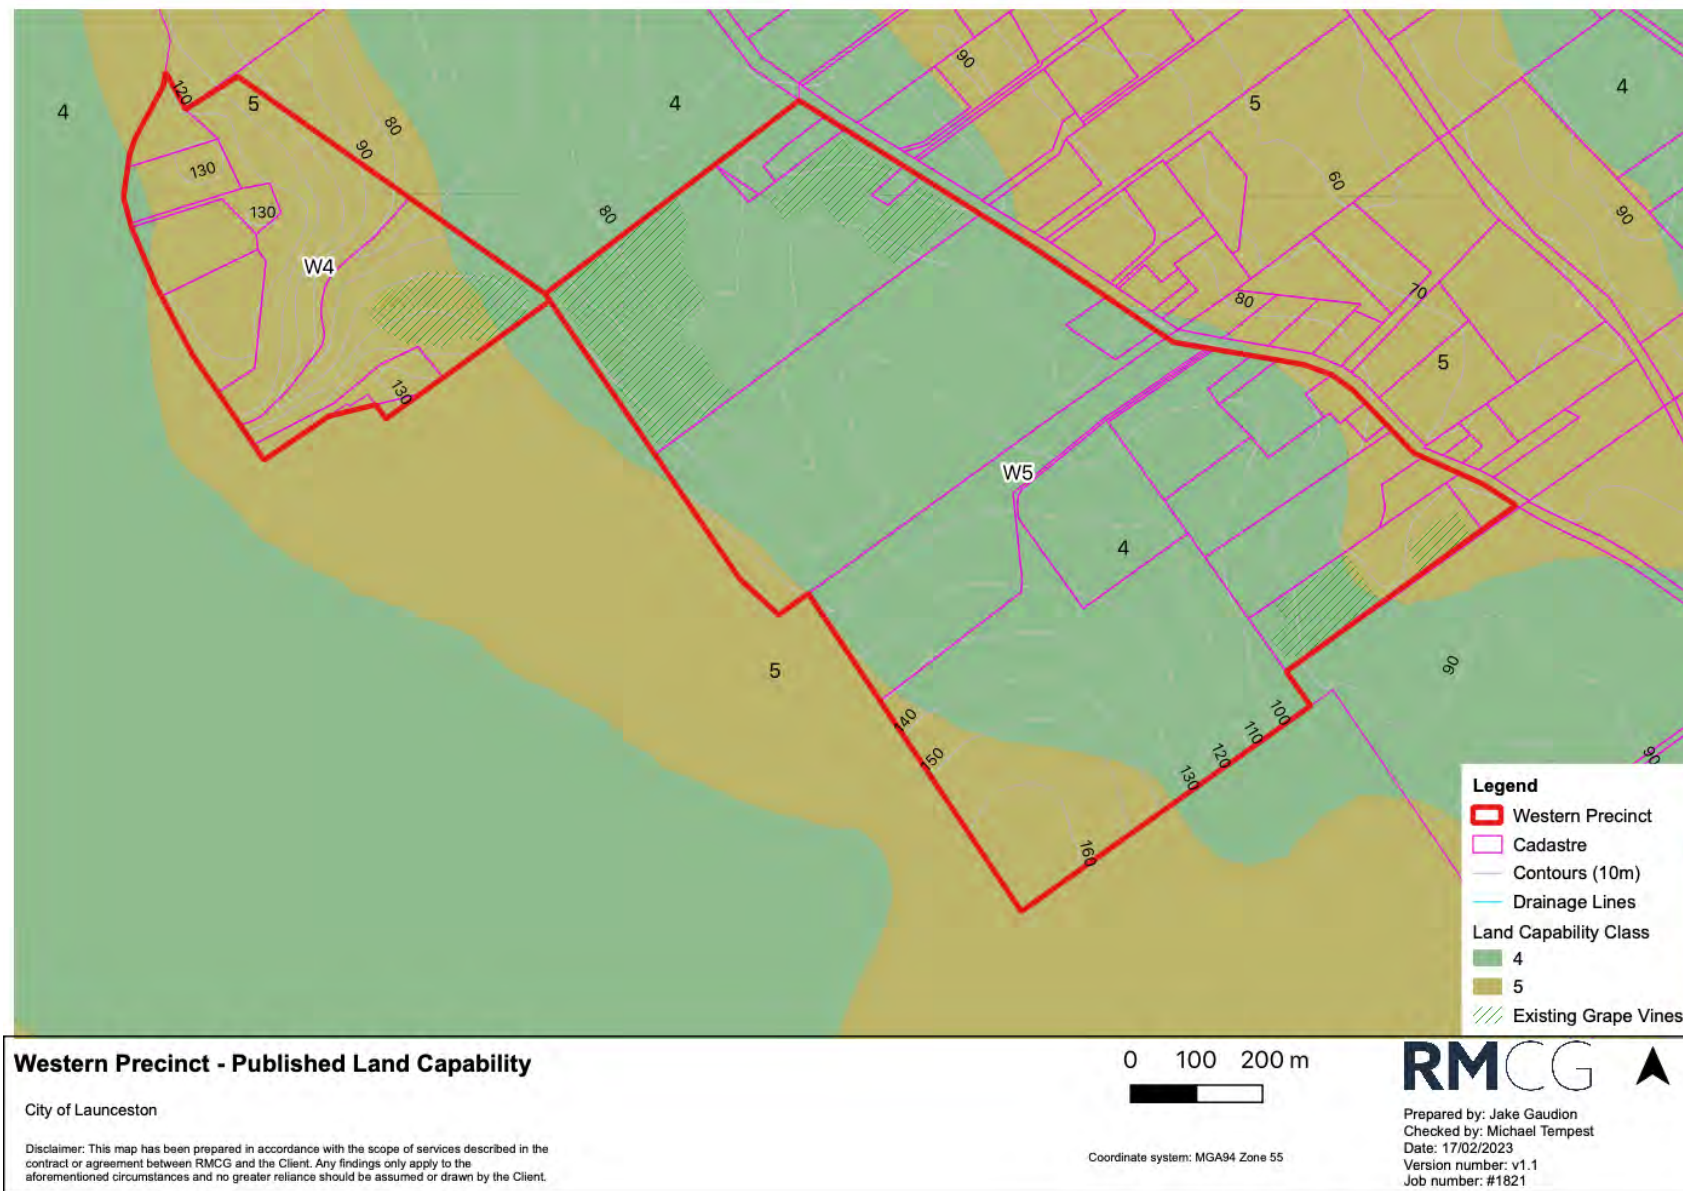 4
120
5
80
90
4
90
5
4
130
130
80
60
90
W4
80
70
130
5
W5
4
5
90
140
150
100
110
120
130
160
90
Legend
Western Precinct
Cadastre
Contours (10m)
Drainage Lines
Land Capability Class
4
5
Existing Grape Vines
Western Precinct - Published Land Capability
City of Launceston
Disclaimer: This map has been prepared in accordance with the scope of services described in the
contract or agreement between RMCG and the Client. Any findings only apply to the
aforementioned circumstances and no greater reliance should be assumed or drawn by the Client.
0 100 200 m
Coordinate system: MGA94 Zone 55
RMCG
Prepared by: Jake Gaudion
Checked by: Michael Tempest
Date: 17/02/2023
Version number: v1.1
Job number: #1821